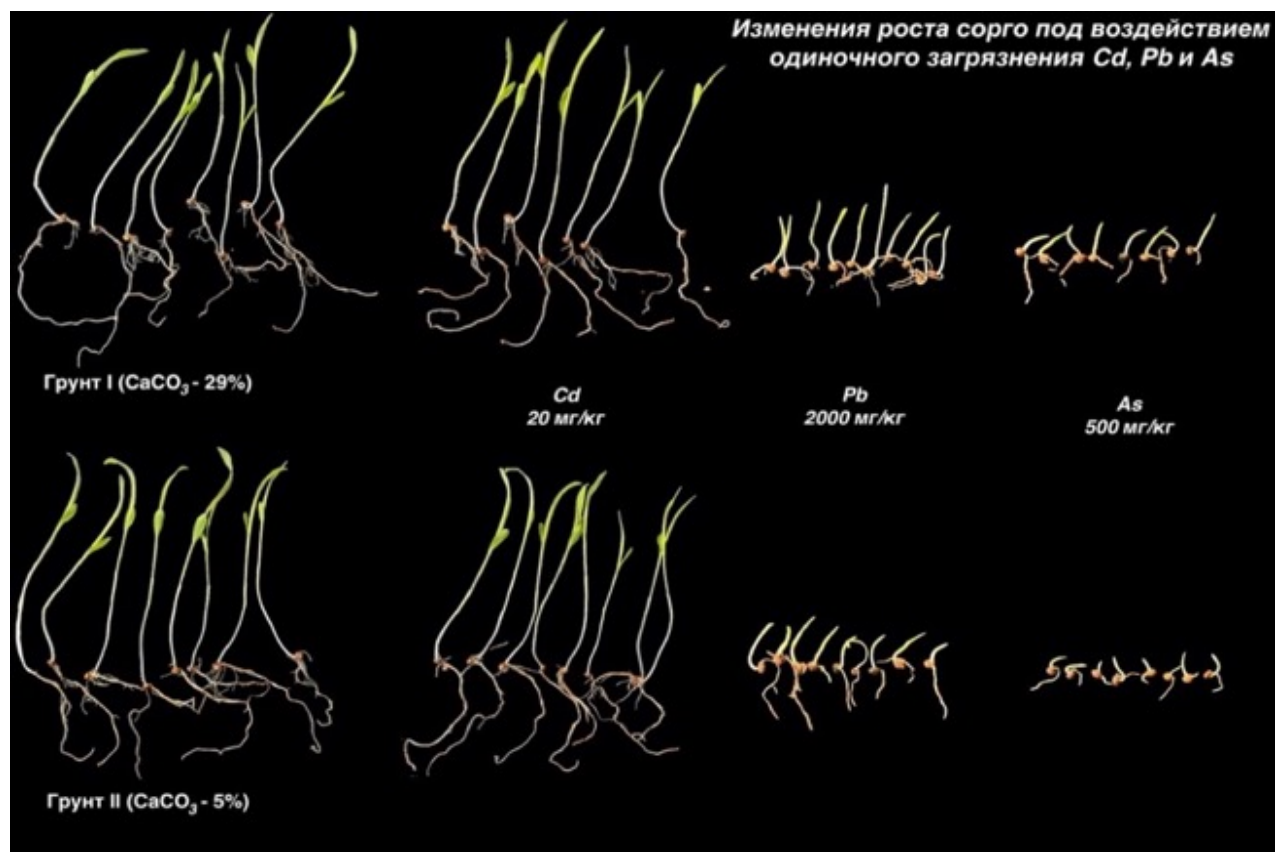 Изменения роста сорго под воздействием
одиночного загрязнения Cd, Pb и As
Грунт I (CaCO₃ - 29%)
Cd
20 мг/кг
Pb
2000 мг/кг
As
500 мг/кг
Грунт II (CaCO₃ - 5%)